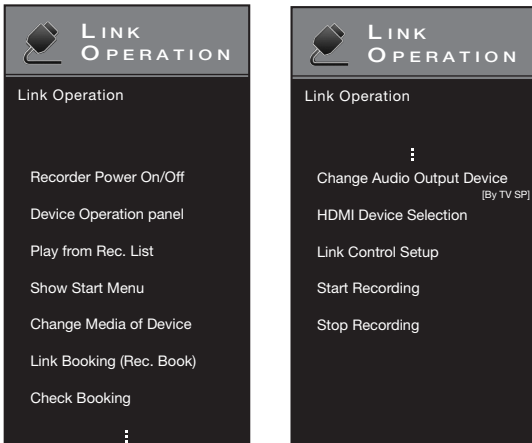 LINK
OPERATION
Link Operation
Recorder Power On/Off
Device Operation panel
Play from Rec. List
Show Start Menu
Change Media of Device
Link Booking (Rec. Book)
Check Booking
LINK
OPERATION
Link Operation
Change Audio Output Device
[By TV SP]
HDMI Device Selection
Link Control Setup
Start Recording
Stop Recording